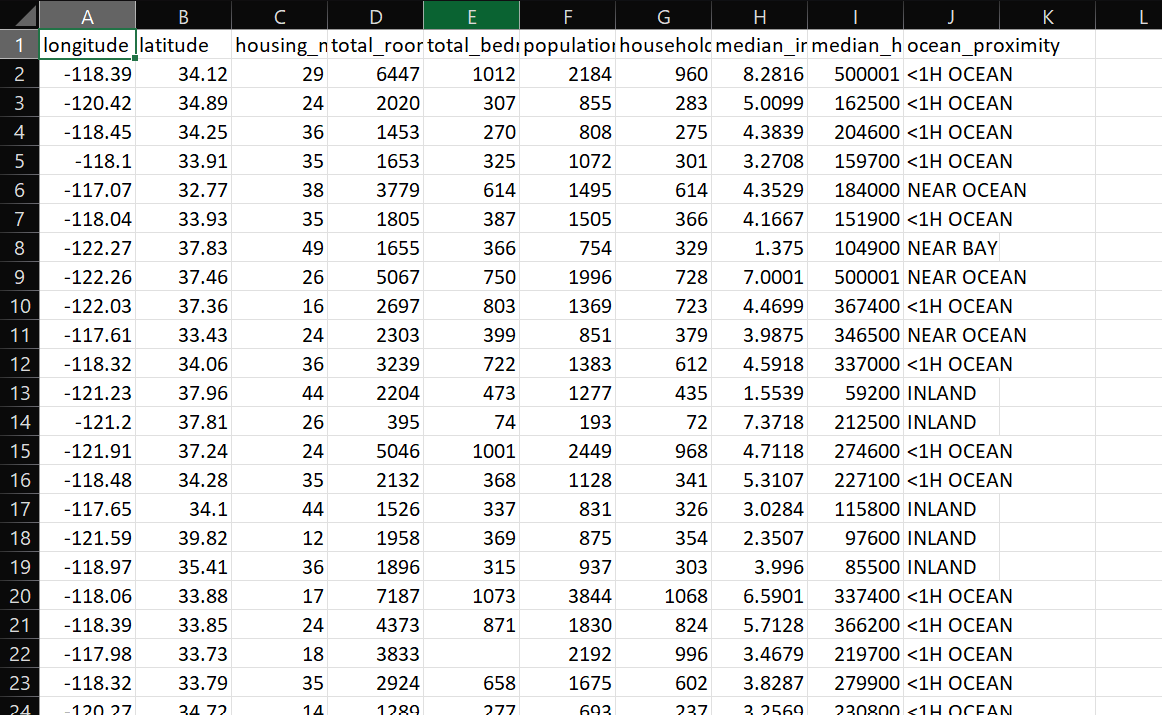 A B C D E F G H I J K L
1 longitude latitude housing_m total_roor total_bedr population household median_ir median_h ocean_proximity
2 -118.39 34.12 29 6447 1012 2184 960 8.2816 500001 <1H OCEAN
3 -120.42 34.89 24 2020 307 855 283 5.0099 162500 <1H OCEAN
4 -118.45 34.25 36 1453 270 808 275 4.3839 204600 <1H OCEAN
5 -118.1 33.91 35 1653 325 1072 301 3.2708 159700 <1H OCEAN
6 -117.07 32.77 38 3779 614 1495 614 4.3529 184000 NEAR OCEAN
7 -118.04 33.93 35 1805 387 1505 366 4.1667 151900 <1H OCEAN
8 -122.27 37.83 49 1655 366 754 329 1.375 104900 NEAR BAY
9 -122.26 37.46 26 5067 750 1996 728 7.0001 500001 NEAR OCEAN
10 -122.03 37.36 16 2697 803 1369 723 4.4699 367400 <1H OCEAN
11 -117.61 33.43 24 2303 399 851 379 3.9875 346500 NEAR OCEAN
12 -118.32 34.06 36 3239 722 1383 612 4.5918 337000 <1H OCEAN
13 -121.23 37.96 44 2204 473 1277 435 1.5539 59200 INLAND
14 -121.2 37.81 26 395 74 193 72 7.3718 212500 INLAND
15 -121.91 37.24 24 5046 1001 2449 968 4.7118 274600 <1H OCEAN
16 -118.48 34.28 35 2132 368 1128 341 5.3107 227100 <1H OCEAN
17 -117.65 34.1 44 1526 337 831 326 3.0284 115800 INLAND
18 -121.59 39.82 12 1958 369 875 354 2.3507 97600 INLAND
19 -118.97 35.41 36 1896 315 937 303 3.996 85500 INLAND
20 -118.06 33.88 17 7187 1073 3844 1068 6.5901 337400 <1H OCEAN
21 -118.39 33.85 24 4373 871 1830 824 5.7128 366200 <1H OCEAN
22 -117.98 33.73 18 3833 2192 996 3.4679 219700 <1H OCEAN
23 -118.32 33.79 35 2924 658 1675 602 3.8287 279900 <1H OCEAN
24 -120.27 34.72 14 1289 277 693 237 3.2569 230800 <1H OCEAN